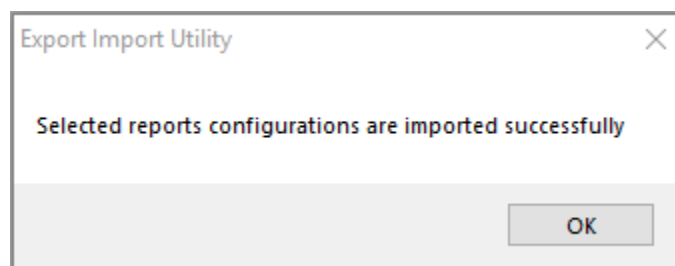 Export Import Utility
Selected reports configurations are imported successfully
OK